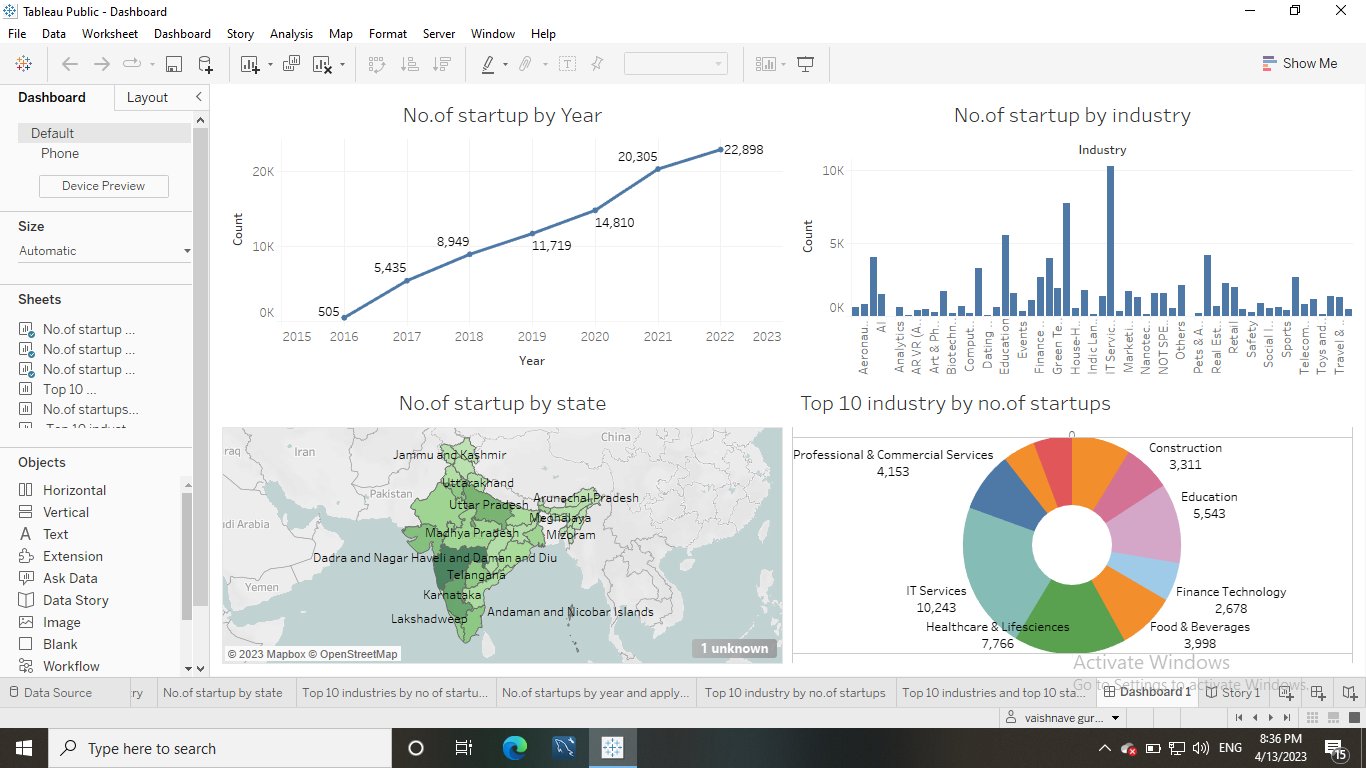 Tableau Public - Dashboard
File Data Worksheet Dashboard Story Analysis Map Format Server Window Help
Show Me
Dashboard Layout
Default
Phone
Device Preview
Size
Automatic
Sheets
No.of startup ...
No.of startup ...
No.of startup ...
Top 10 ...
No.of startups...
Objects
Horizontal
Vertical
Text
Extension
Ask Data
Data Story
Image
Blank
Workflow
No.of startup by Year
Count
20K
10K
0K
505
5,435
8,949
11,719
14,810
20,305
22,898
2015 2016 2017 2018 2019 2020 2021 2022 2023
Year
No.of startup by industry
Industry
Count
10K
5K
0K
Aeronau..
AI
Analytics
AR VR (A..
Art & Ph..
Biotechn..
Comput..
Dating ..
Education
Events
Finance ..
Green Te..
House-H..
Indic Lan..
IT Servic..
Marketi..
Nanotec..
NOT SPE..
Others
Pets & A..
Real Est..
Retail
Safety
Social I..
Sports
Telecom..
Toys and..
Travel & ..
No.of startup by state
China
Iran
Jammu and Kashmir
Uttarakhand
Pakistan
Arunachal Pradesh
Uttar Pradesh
Meghalaya
Madhya Pradesh
Mizoram
Dadra and Nagar Haveli and Daman and Diu
Telangana
Yemen
Karnataka
Andaman and Nicobar Islands
Lakshadweep
1 unknown
© 2023 Mapbox © OpenStreetMap
Top 10 industry by no.of startups
0
Construction
3,311
Professional & Commercial Services
4,153
Education
5,543
IT Services
10,243
Finance Technology
2,678
Healthcare & Lifesciences
7,766
Food & Beverages
3,998
Activate Windows
Go to Settings to activate Windows.
Data Source
ry
No.of startup by state
Top 10 industries by no of startu...
No.of startups by year and apply...
Top 10 industry by no.of startups
Top 10 industries and top 10 sta...
Dashboard 1
Story 1
vaishnave gur...
Type here to search
ENG
8:36 PM
4/13/2023
15